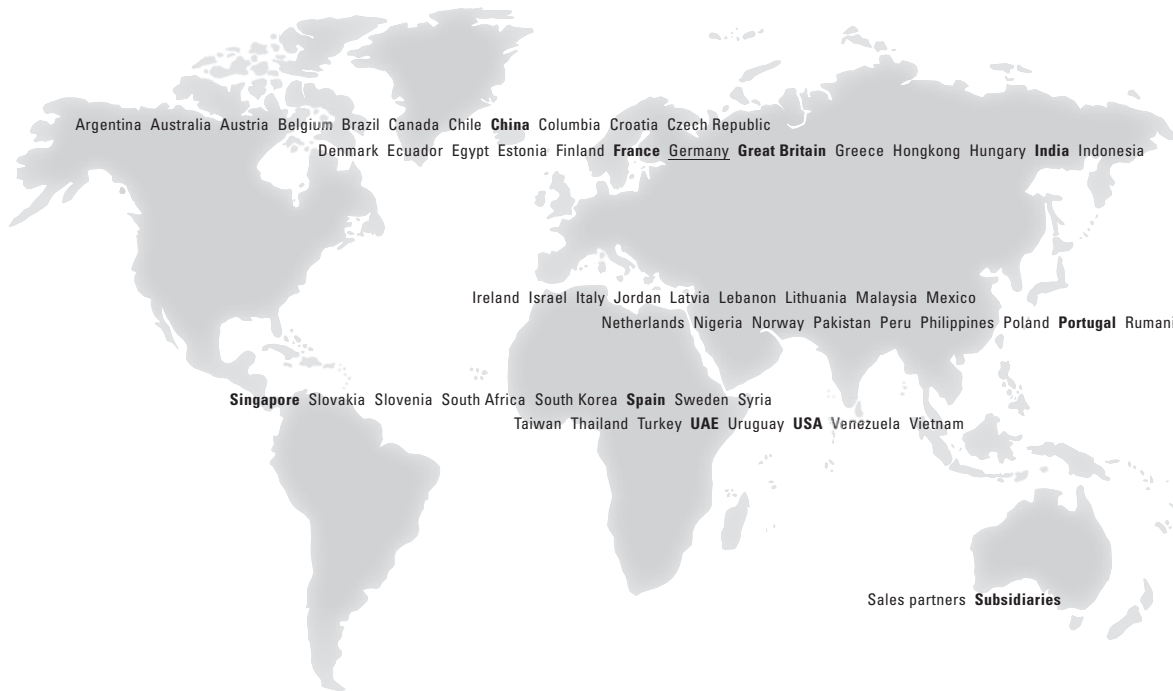 Argentina Australia Austria Belgium Brazil Canada Chile China Columbia Croatia Czech Republic
Denmark Ecuador Egypt Estonia Finland France Germany Great Britain Greece Hongkong Hungary India Indonesia
Ireland Israel Italy Jordan Latvia Lebanon Lithuania Malaysia Mexico
Netherlands Nigeria Norway Pakistan Peru Philippines Poland Portugal
Singapore Slovakia Slovenia South Africa South Korea Spain Sweden Syria
Taiwan Thailand Turkey UAE Uruguay USA Venezuela Vietnam
Sales partners Subsidiaries